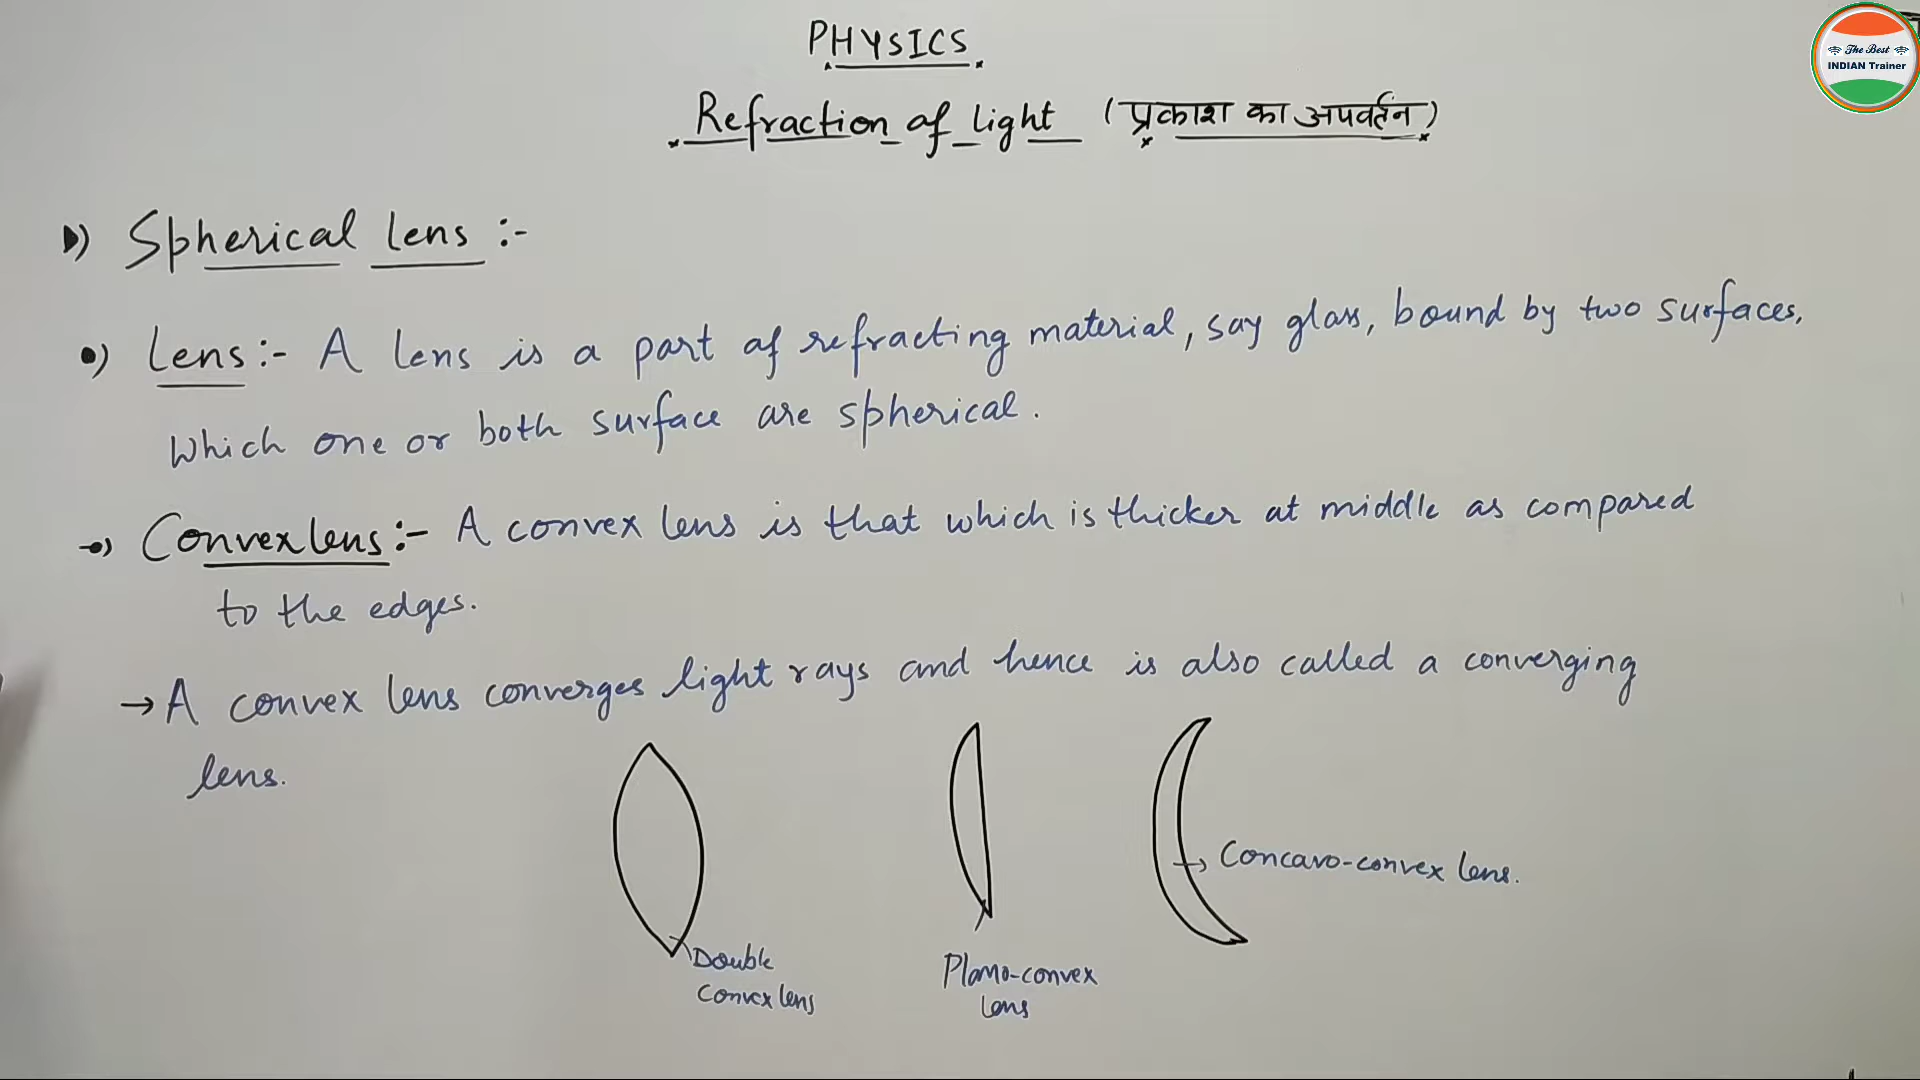 PHYSICS
Refraction of light (प्रकाश का अपवर्तन)
The Best
INDIAN Trainer
Spherical lens :-
Lens:- A lens is a part of refracting material, say glass, bound by two surfaces,
Which one or both surface are spherical.
Convex lens:- A convex lens is that which is thicker at middle as compared
to the edges.
→ A convex lens converges light rays and hence is also called a converging
lens.
→ Concavo-convex lens.
Double
Convex lens
Plano-convex
lens